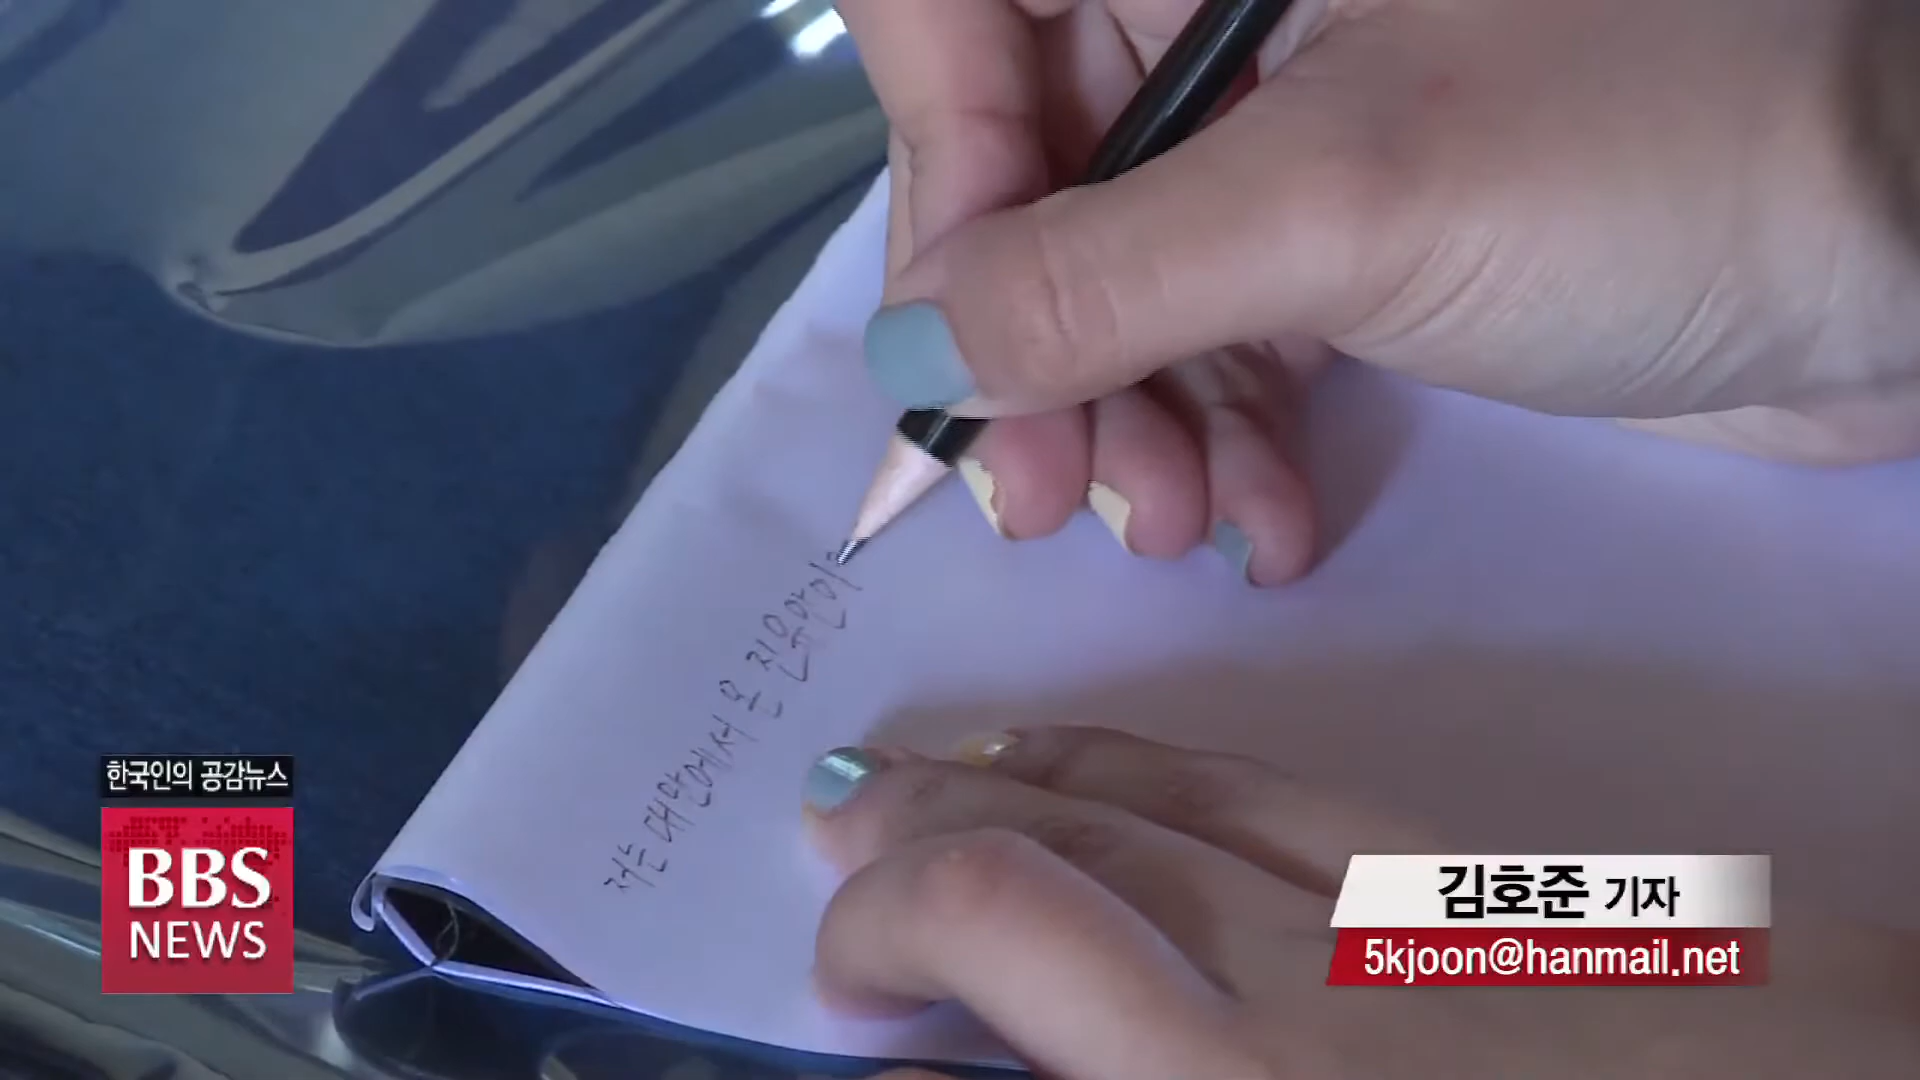 저는 대만에서 온 진윤안이
한국인의 공감뉴스
BBS
NEWS
김호준 기자
5kjoon@hanmail.net